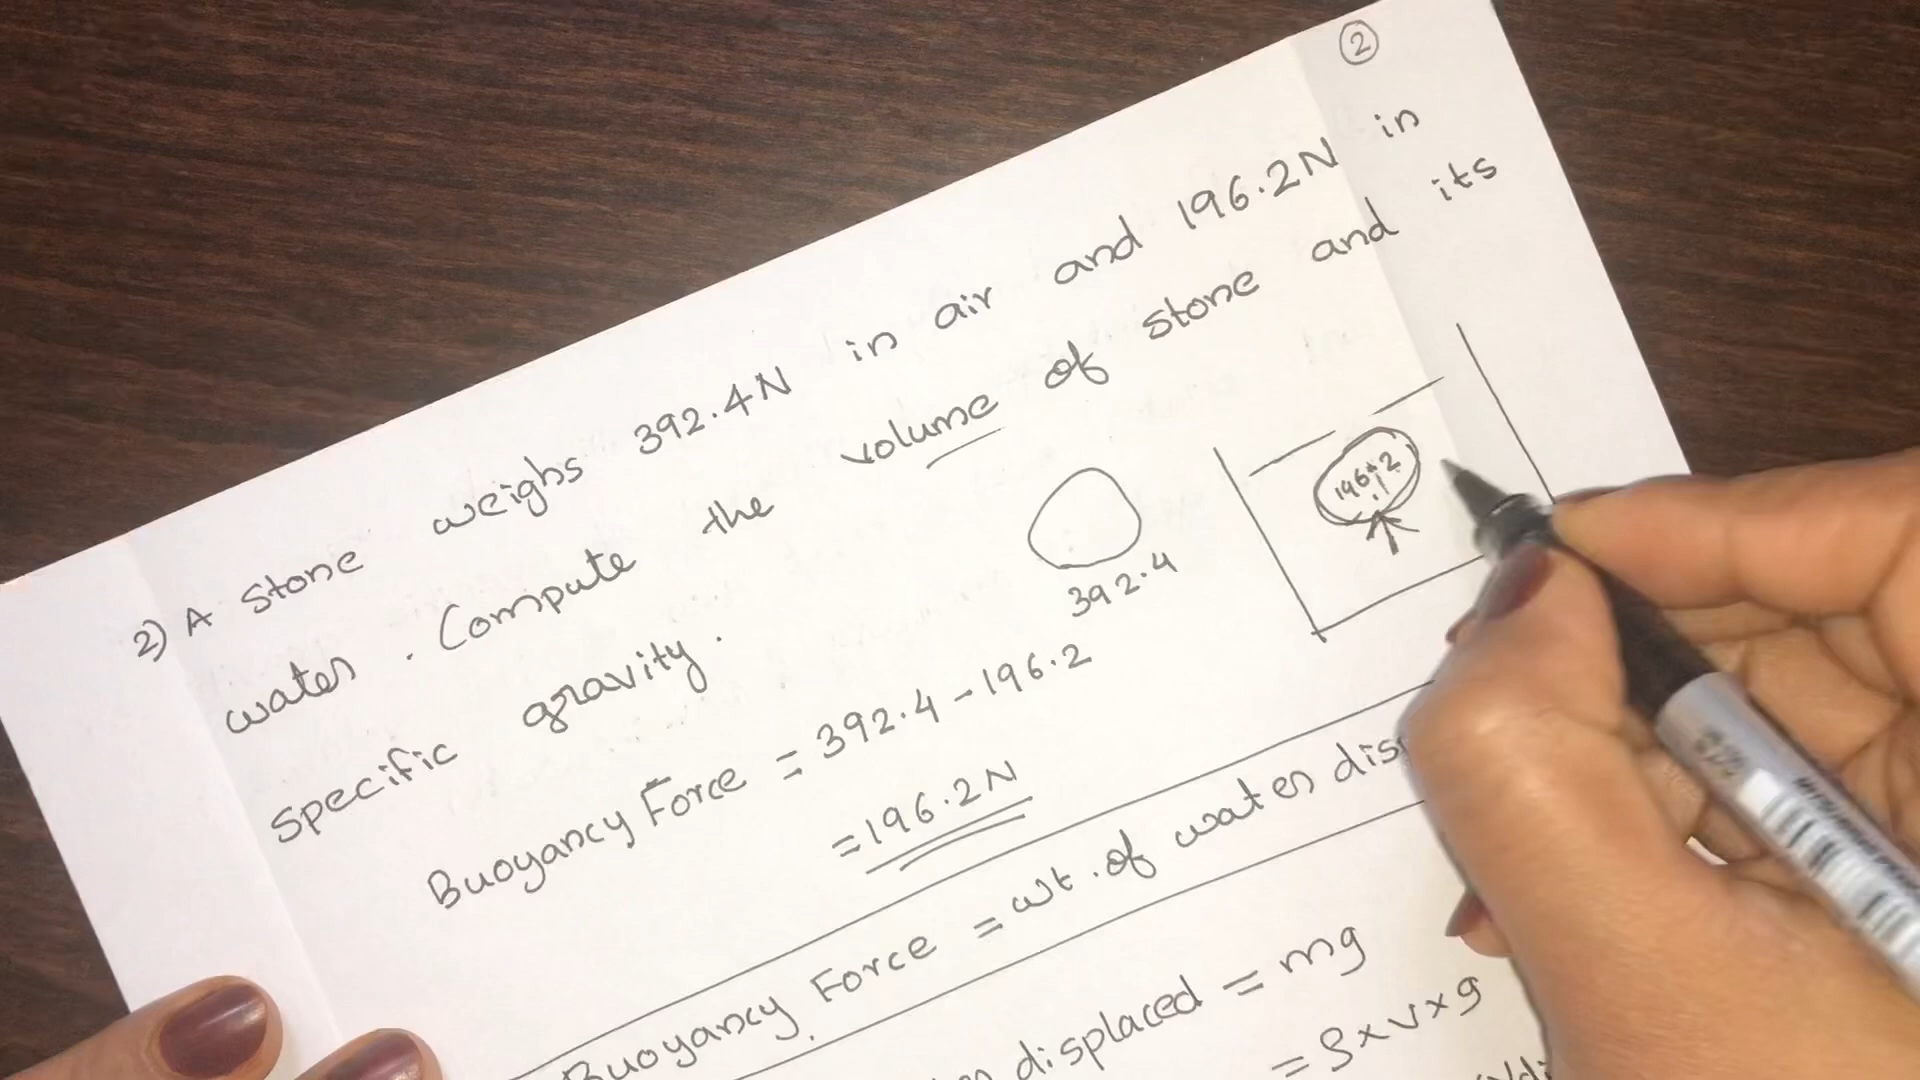 2
2) A stone weighs 392.4N in air and 196.2N in
water. Compute the volume of stone and its
specific gravity.
392.4
196.2
Buoyancy Force = 392.4 - 196.2
= 196.2 N
Buoyancy Force = wt. of water
displaced = mg
= ρ×v×g